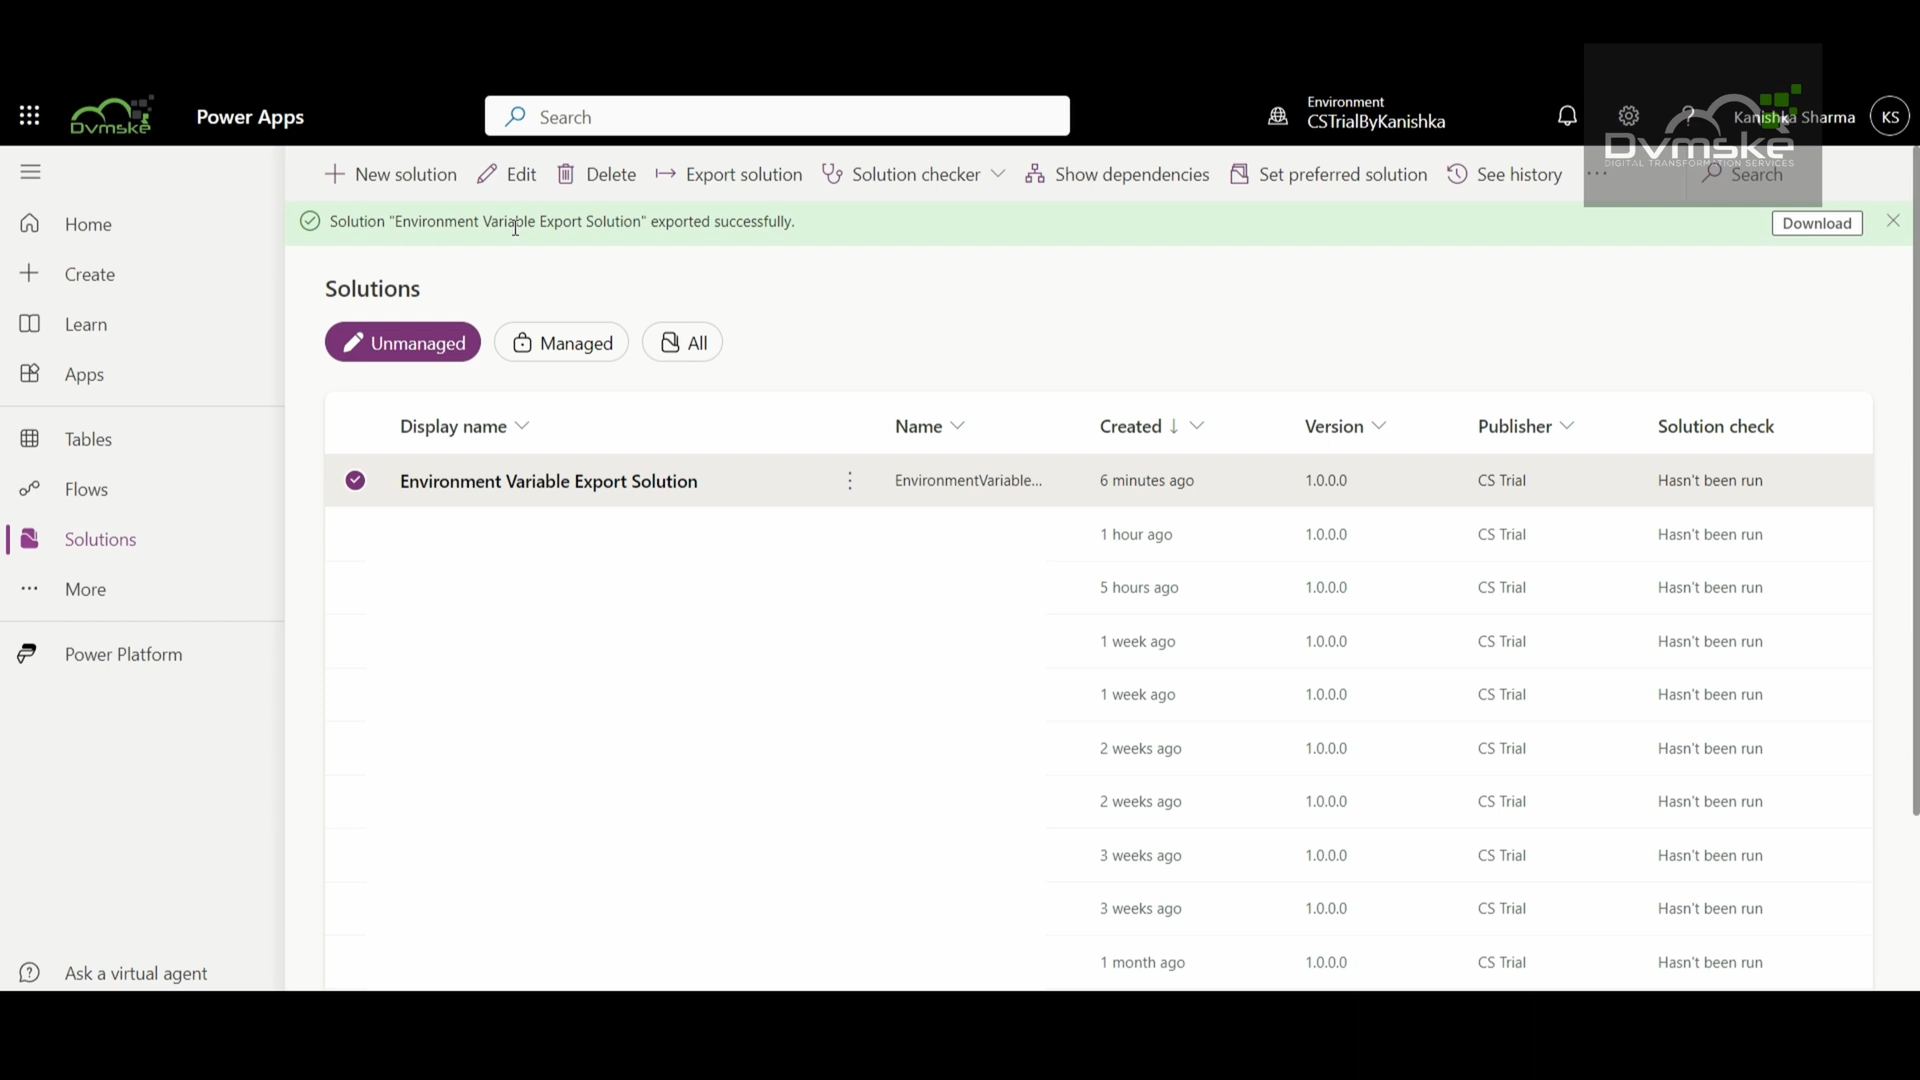 Dvmske
Power Apps
Search
Environment
CSTrialByKanishka
Kanishka Sharma
KS
Dvmske
DIGITAL TRANSFORMATION SERVICES
New solution
Edit
Delete
Export solution
Solution checker
Show dependencies
Set preferred solution
See history
Search
Solution "Environment Variable Export Solution" exported successfully.
Download
Home
Create
Learn
Apps
Tables
Flows
Solutions
More
Power Platform
Ask a virtual agent
Solutions
Unmanaged
Managed
All
Display name
Name
Created
Version
Publisher
Solution check
Environment Variable Export Solution
EnvironmentVariable...
6 minutes ago
1.0.0.0
CS Trial
Hasn't been run
1 hour ago
1.0.0.0
CS Trial
Hasn't been run
5 hours ago
1.0.0.0
CS Trial
Hasn't been run
1 week ago
1.0.0.0
CS Trial
Hasn't been run
1 week ago
1.0.0.0
CS Trial
Hasn't been run
2 weeks ago
1.0.0.0
CS Trial
Hasn't been run
2 weeks ago
1.0.0.0
CS Trial
Hasn't been run
3 weeks ago
1.0.0.0
CS Trial
Hasn't been run
3 weeks ago
1.0.0.0
CS Trial
Hasn't been run
1 month ago
1.0.0.0
CS Trial
Hasn't been run